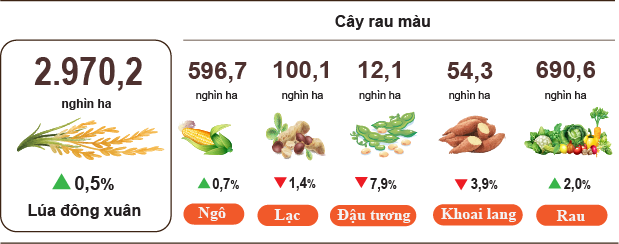 Cây rau màu
2.970,2
nghìn ha
0,5%
Lúa đông xuân
596,7
nghìn ha
0,7%
Ngô
100,1
nghìn ha
1,4%
Lạc
12,1
nghìn ha
7,9%
Đậu tương
54,3
nghìn ha
3,9%
Khoai lang
690,6
nghìn ha
2,0%
Rau